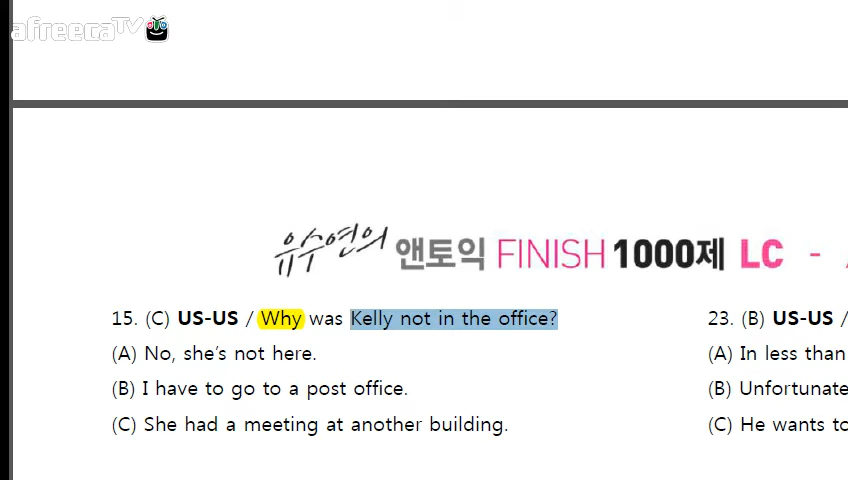 afreecaTV
유수연의 앤토익 FINISH 1000제 LC -
15. (C) US-US / Why was Kelly not in the office?
(A) No, she's not here.
(B) I have to go to a post office.
(C) She had a meeting at another building.
23. (B) US-US /
(A) In less than
(B) Unfortunate
(C) He wants to